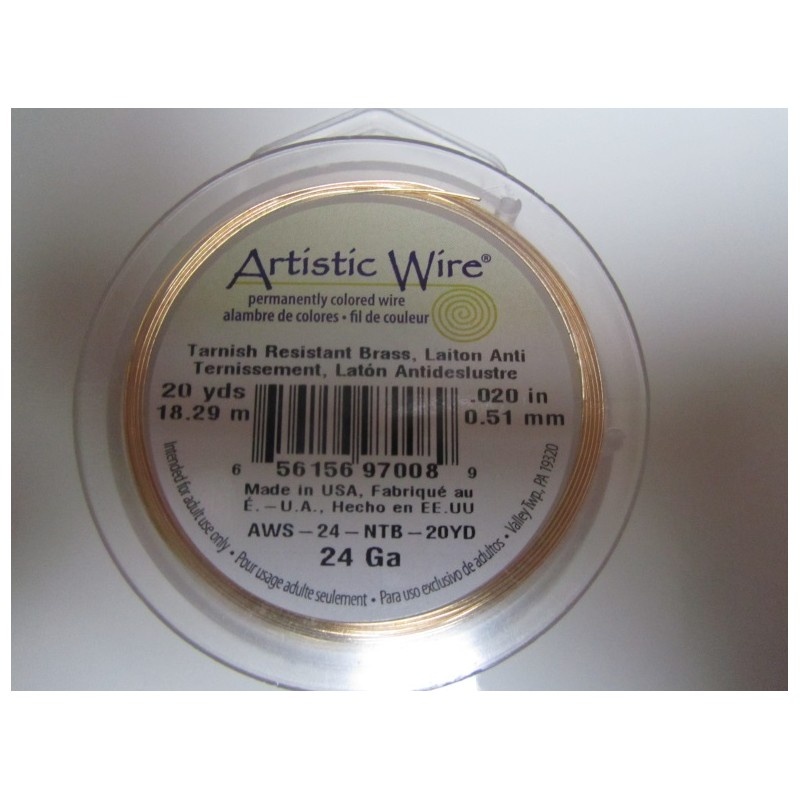 Artistic Wire®
permanently colored wire
alambre de colores • fil de couleur
Tarnish Resistant Brass, Laiton Anti
Ternissement, Latón Antideslustre
20 yds
18.29 m
.020 in
0.51 mm
6 56156 97008 9
Made in USA, Fabriqué au
É.-U.A., Hecho en EE.UU
AWS-24-NTB-20YD
24 Ga
Intended for adult use only • Pour usage adulte seulement • Para uso exclusivo de adultos • Valley Twp., PA 19320